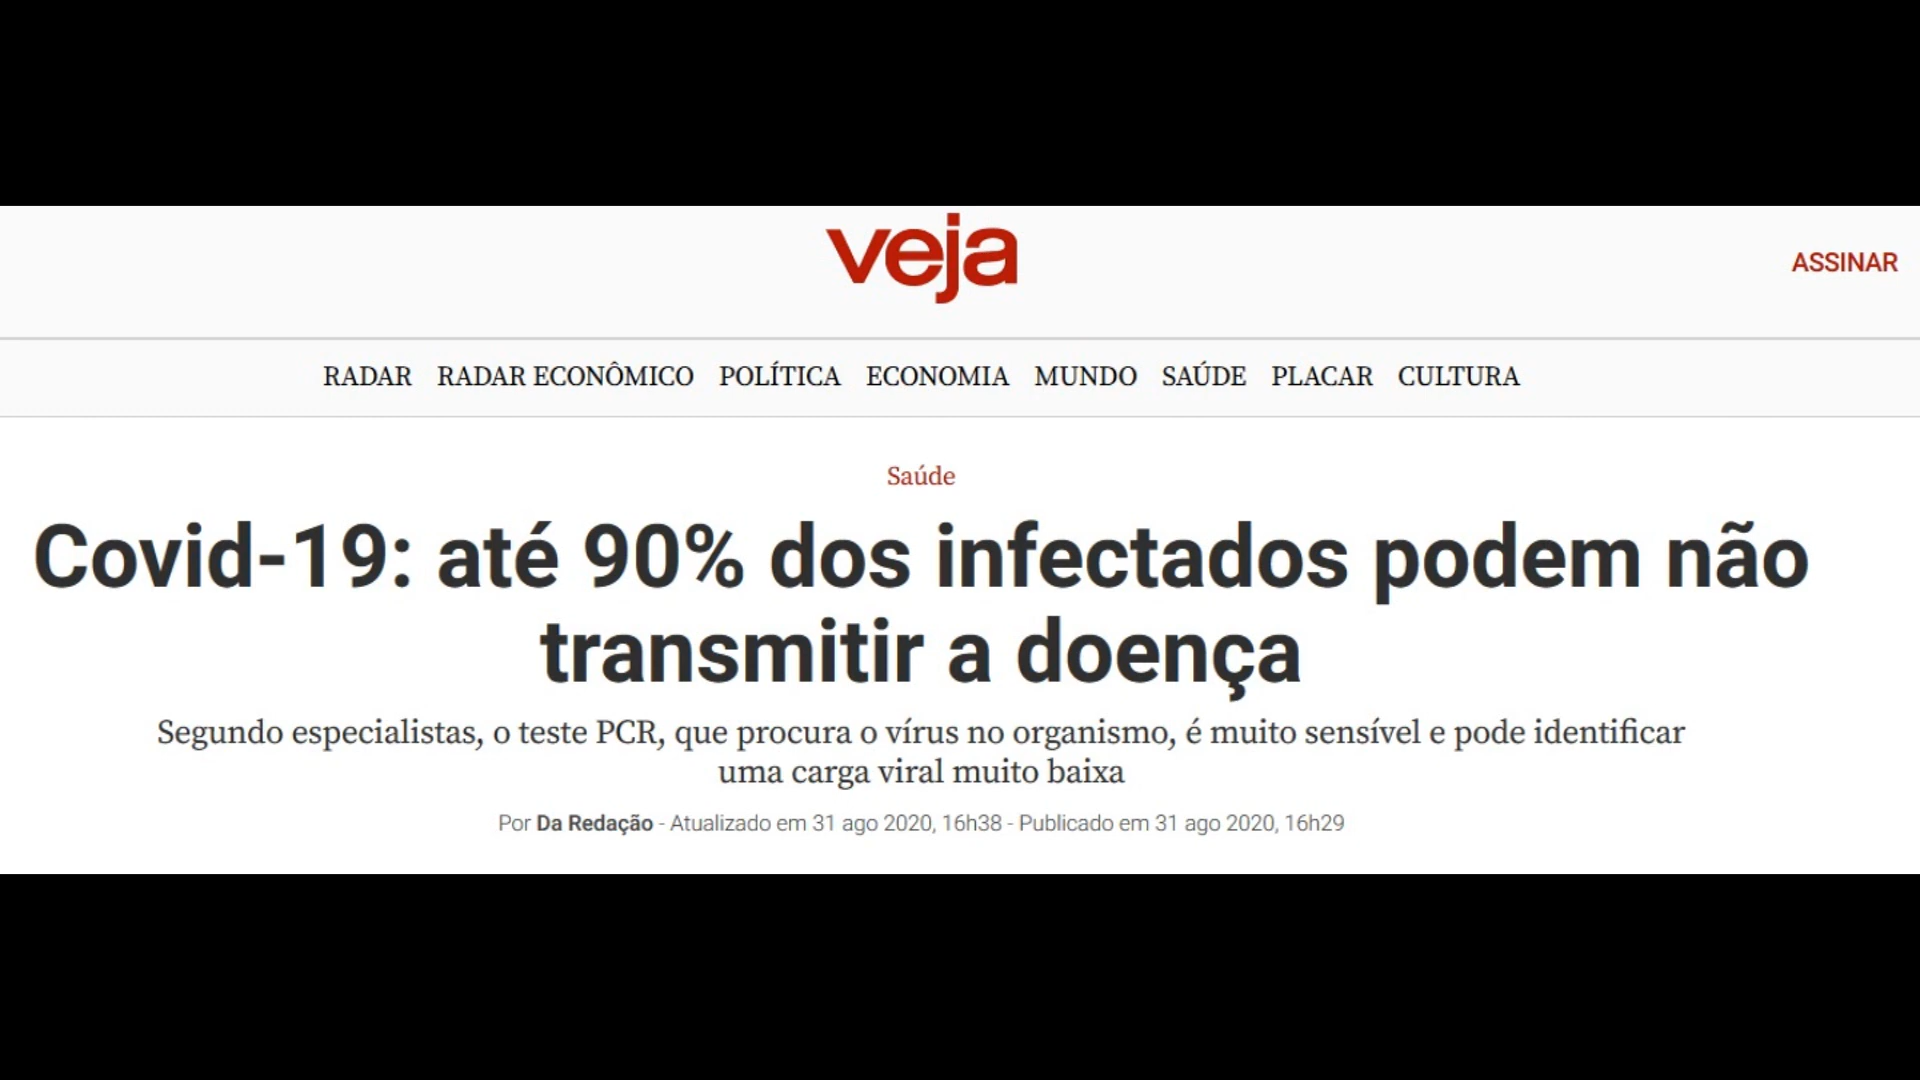 veja
ASSINAR
RADAR RADAR ECONÔMICO POLÍTICA ECONOMIA MUNDO SAÚDE PLACAR CULTURA
Saúde
Covid-19: até 90% dos infectados podem não
transmitir a doença
Segundo especialistas, o teste PCR, que procura o vírus no organismo, é muito sensível e pode identificar
uma carga viral muito baixa
Por Da Redação - Atualizado em 31 ago 2020, 16h38 - Publicado em 31 ago 2020, 16h29